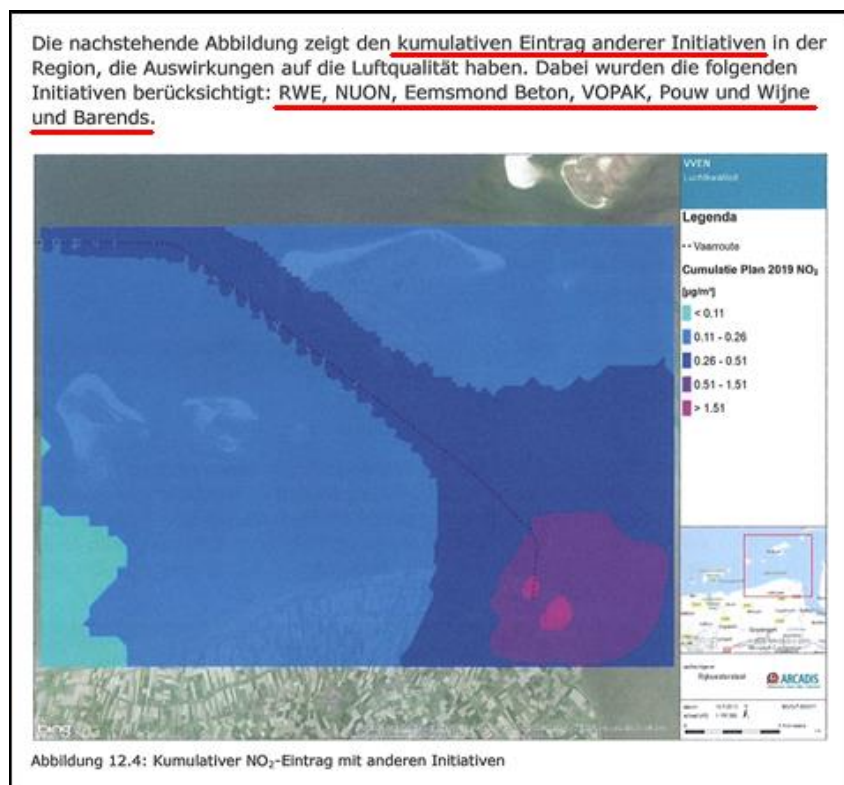 Die nachstehende Abbildung zeigt den kumulativen Eintrag anderer Initiativen in der
Region, die Auswirkungen auf die Luftqualität haben. Dabei wurden die folgenden
Initiativen berücksichtigt: RWE, NUON, Eemsmond Beton, VOPAK, Pouw und Wijne
und Barends.
VVEN
Luchtkwaliteit
Legenda
Vaarroute
Cumulatie Plan 2019 NO₂
[µg/m³]
< 0.11
0.11 - 0.26
0.26 - 0.51
0.51 - 1.51
> 1.51
Rijkswaterstaat
ARCADIS
bing
Abbildung 12.4: Kumulativer NO₂-Eintrag mit anderen Initiativen